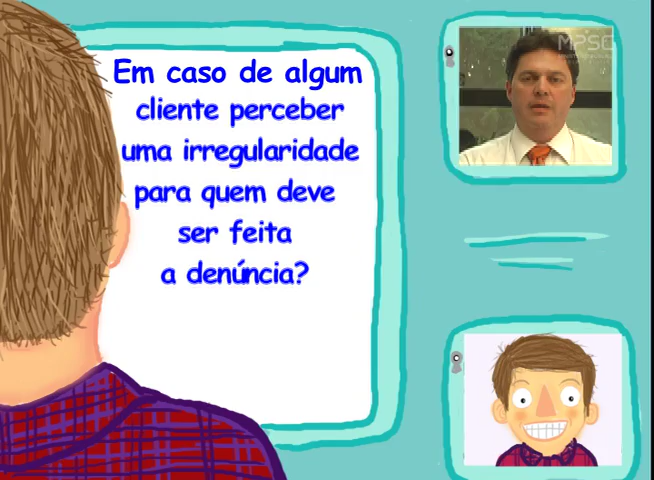 Em caso de algum
cliente perceber
uma irregularidade
para quem deve
ser feita
a denúncia?
MPSC